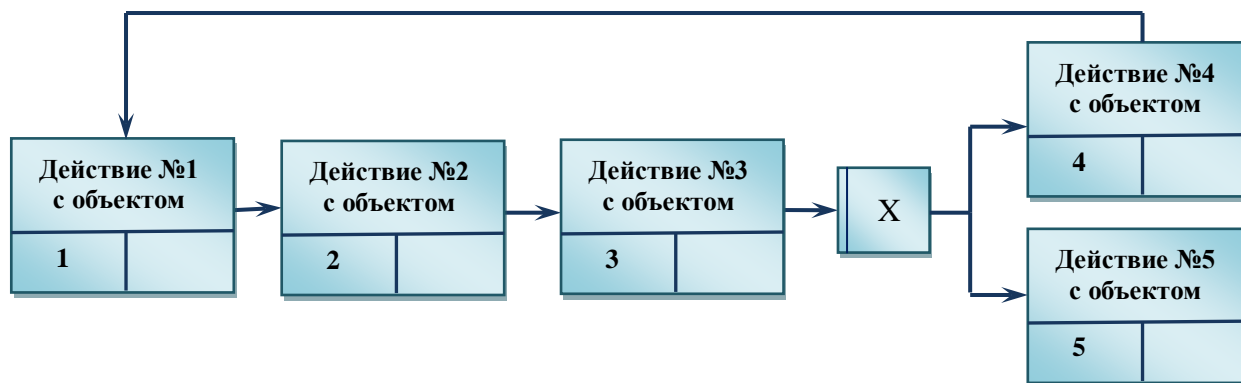 Действие №1
с объектом
1
Действие №2
с объектом
2
Действие №3
с объектом
3
X
Действие №4
с объектом
4
Действие №5
с объектом
5